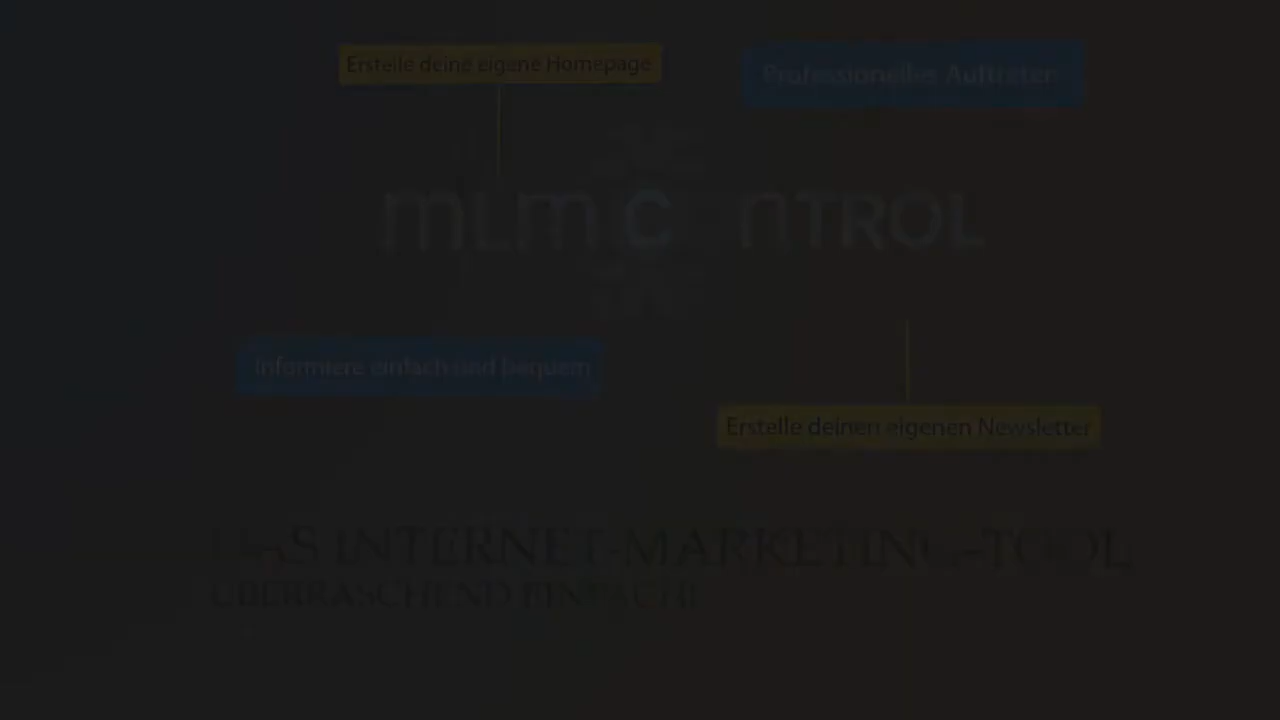 Erstelle deine eigene Homepage
Professionelles Auftreten
mLm CONTROL
Informiere einfach und bequem
Erstelle deinen eigenen Newsletter
DAS INTERNET-MARKETING-TOOL
ÜBERRASCHEND EINFACH!